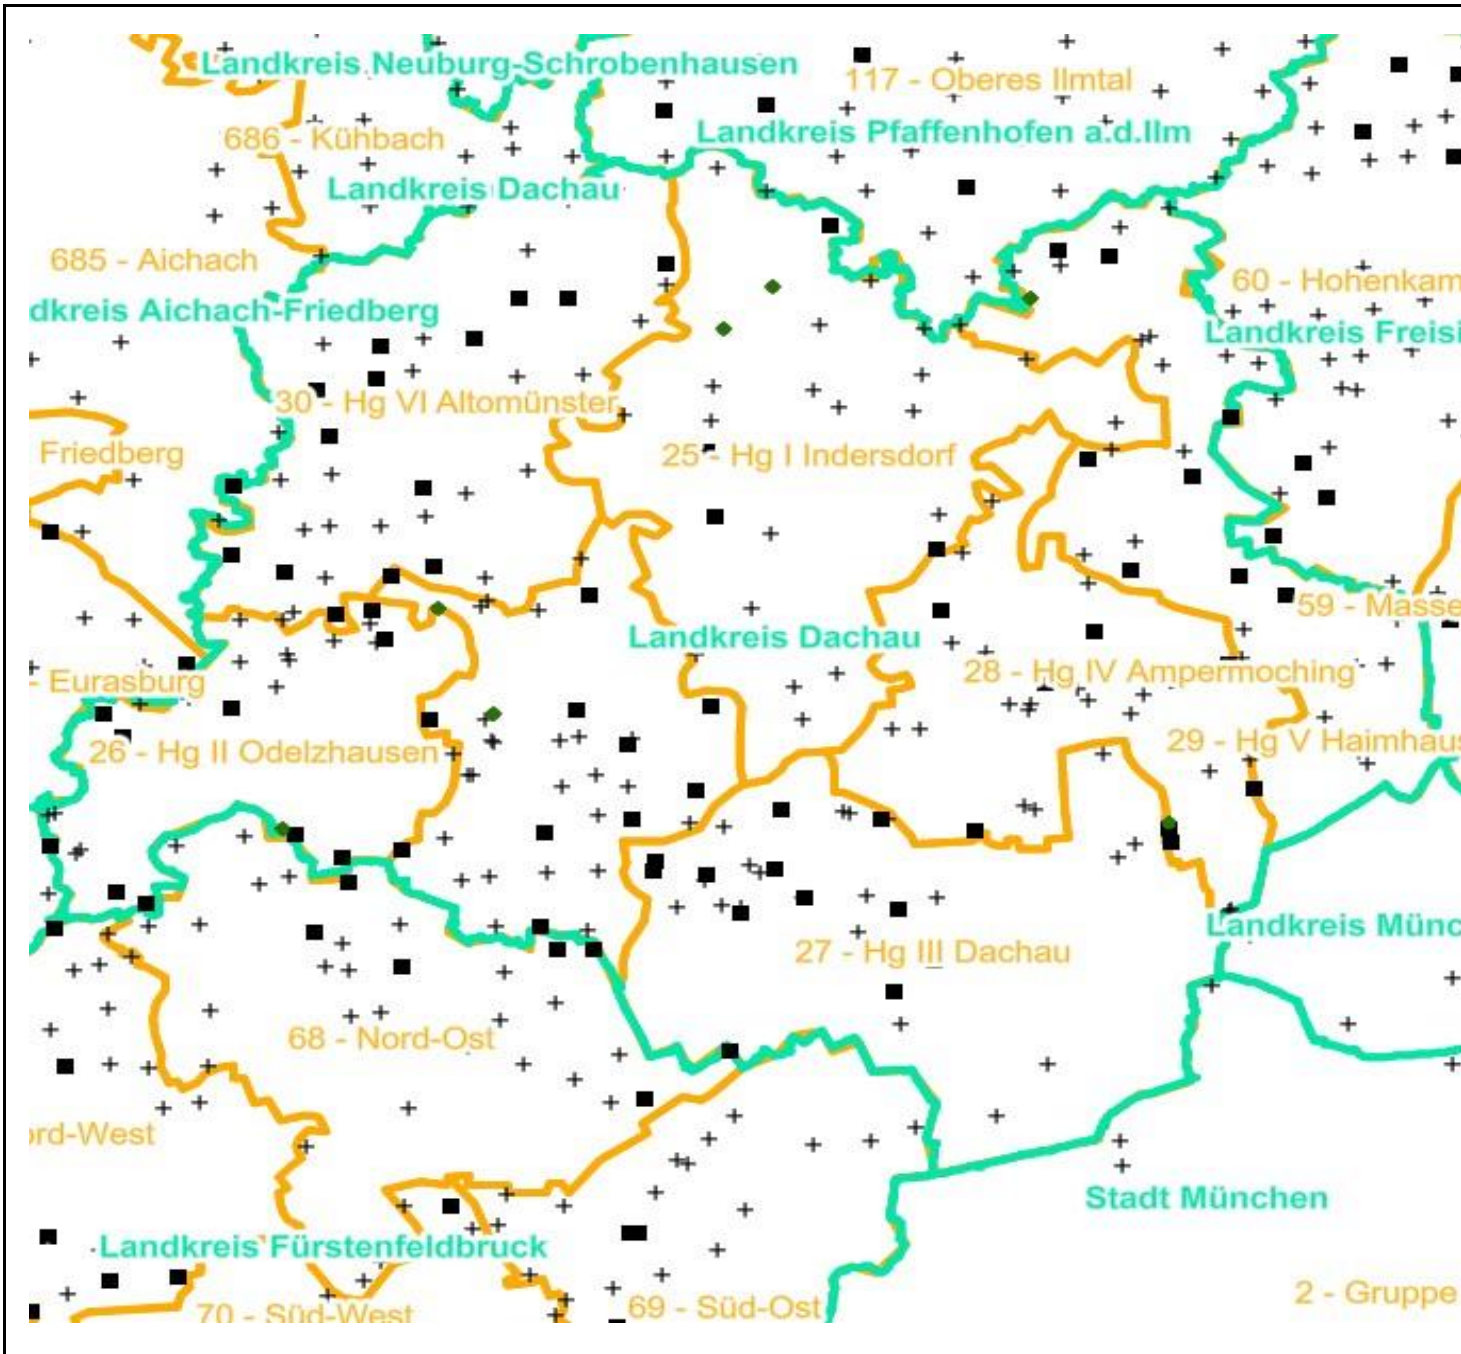 Landkreis Neuburg-Schrobenhausen
117 - Oberes Ilmtal
Landkreis Pfaffenhofen a.d.Ilm
686 - Kühbach
Landkreis Dachau
685 - Aichach
60 - Hohenkam
dkreis Aichach-Friedberg
Landkreis Freisi
30 - Hg VI Altomünster
Friedberg
25 - Hg I Indersdorf
59 - Masse
Landkreis Dachau
28 - Hg IV Ampermoching
- Eurasburg
29 - Hg V Haimhaus
26 - Hg II Odelzhausen
Landkreis Münc
27 - Hg III Dachau
68 - Nord-Ost
ord-West
Stadt München
Landkreis Fürstenfeldbruck
2 - Gruppe
69 - Süd-Ost
70 - Süd-West